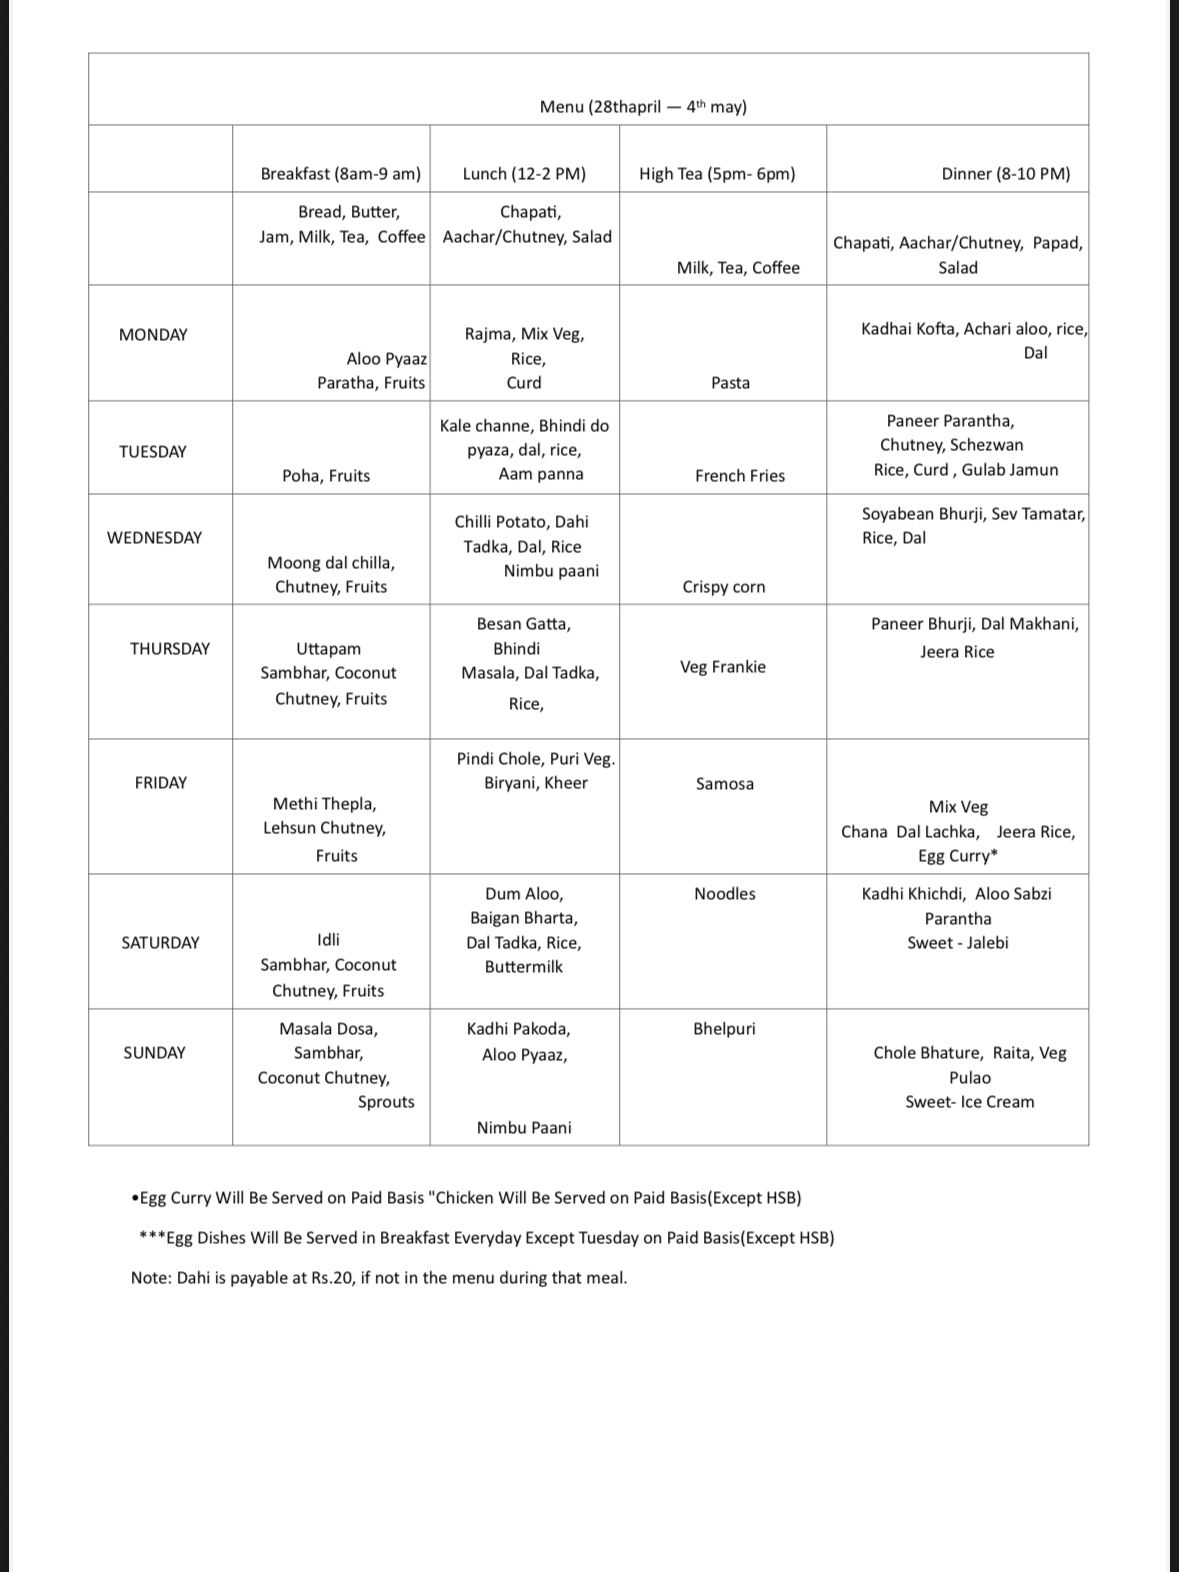 Menu (28thapril — 4th may)
Breakfast (8am-9 am)
Lunch (12-2 PM)
High Tea (5pm- 6pm)
Dinner (8-10 PM)
Bread, Butter,
Jam, Milk, Tea, Coffee
Chapati,
Aachar/Chutney, Salad
Milk, Tea, Coffee
Chapati, Aachar/Chutney, Papad,
Salad
MONDAY
Aloo Pyaaz
Paratha, Fruits
Rajma, Mix Veg,
Rice,
Curd
Pasta
Kadhai Kofta, Achari aloo, rice,
Dal
TUESDAY
Poha, Fruits
Kale channe, Bhindi do
pyaza, dal, rice,
Aam panna
French Fries
Paneer Parantha,
Chutney, Schezwan
Rice, Curd , Gulab Jamun
WEDNESDAY
Moong dal chilla,
Chutney, Fruits
Chilli Potato, Dahi
Tadka, Dal, Rice
Nimbu paani
Crispy corn
Soyabean Bhurji, Sev Tamatar,
Rice, Dal
THURSDAY
Uttapam
Sambhar, Coconut
Chutney, Fruits
Besan Gatta,
Bhindi
Masala, Dal Tadka,
Rice,
Veg Frankie
Paneer Bhurji, Dal Makhani,
Jeera Rice
FRIDAY
Methi Thepla,
Lehsun Chutney,
Fruits
Pindi Chole, Puri Veg.
Biryani, Kheer
Samosa
Mix Veg
Chana Dal Lachka, Jeera Rice,
Egg Curry*
SATURDAY
Idli
Sambhar, Coconut
Chutney, Fruits
Dum Aloo,
Baigan Bharta,
Dal Tadka, Rice,
Buttermilk
Noodles
Kadhi Khichdi, Aloo Sabzi
Parantha
Sweet - Jalebi
SUNDAY
Masala Dosa,
Sambhar,
Coconut Chutney,
Sprouts
Kadhi Pakoda,
Aloo Pyaaz,
Nimbu Paani
Bhelpuri
Chole Bhature, Raita, Veg
Pulao
Sweet- Ice Cream
•Egg Curry Will Be Served on Paid Basis "Chicken Will Be Served on Paid Basis(Except HSB)
***Egg Dishes Will Be Served in Breakfast Everyday Except Tuesday on Paid Basis(Except HSB)
Note: Dahi is payable at Rs.20, if not in the menu during that meal.